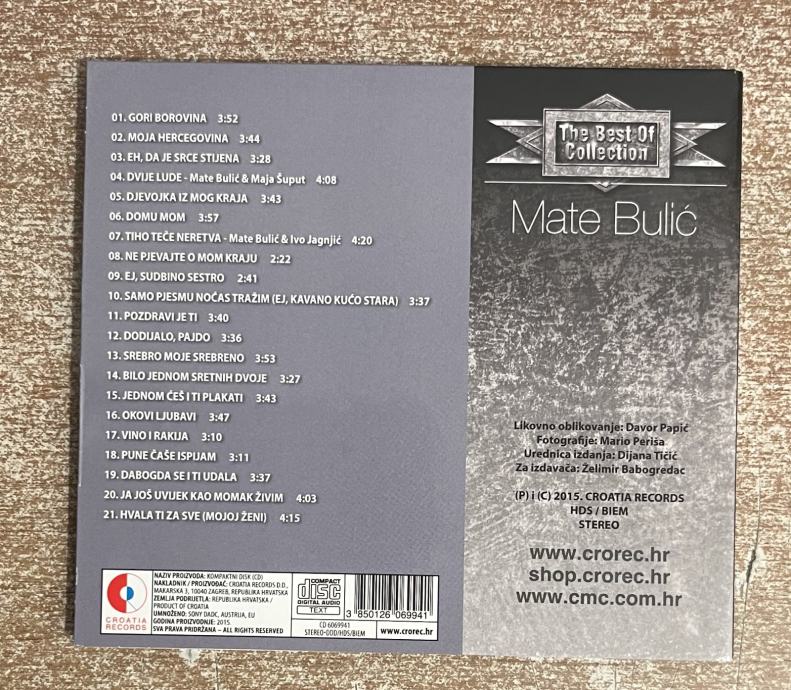 01. GORI BOROVINA 3:52
02. MOJA HERCEGOVINA 3:44
03. EH, DA JE SRCE STIJENA 3:28
04. DVIJE LUDE - Mate Bulić & Maja Šuput 4:08
05. DJEVOJKA IZ MOG KRAJA 3:43
06. DOMU MOM 3:57
07. TIHO TEČE NERETVA - Mate Bulić & Ivo Jagnjić 4:20
08. NE PJEVAJTE O MOM KRAJU 2:22
09. EJ, SUDBINO SESTRO 2:41
10. SAMO PJESMU NOĆAS TRAŽIM (EJ, KAVANO KUĆO STARA) 3:37
11. POZDRAVI JE TI 3:40
12. DODIJALO, PAJDO 3:36
13. SREBRO MOJE SREBRENO 3:53
14. BILO JEDNOM SRETNIH DVOJE 3:27
15. JEDNOM ĆEŠ I TI PLAKATI 3:43
16. OKOVI LJUBAVI 3:47
17. VINO I RAKIJA 3:10
18. PUNE ČAŠE ISPIJAM 3:11
19. DABOGDA SE I TI UDALA 3:37
20. JA JOŠ UVIJEK KAO MOMAK ŽIVIM 4:03
21. HVALA TI ZA SVE (MOJOJ ŽENI) 4:15
CROATIA
RECORDS
NAZIV PROIZVODA: KOMPAKTNI DISK (CD)
NAKLADNIK / PROIZVOĐAČ: CROATIA RECORDS D.D.,
MAKARSKA 3, 10040 ZAGREB, REPUBLIKA HRVATSKA
ZEMLJA PODRIJETLA: REPUBLIKA HRVATSKA /
PRODUCT OF CROATIA
UMNOŽENO: SONY DADC, AUSTRIJA, EU
GODINA PROIZVODNJE: 2015.
SVA PRAVA PRIDRŽANA – ALL RIGHTS RESERVED
COMPACT
disc
DIGITAL AUDIO
TEXT
3 850126 069941
CD 6069941
STEREO-DDD/HDS/BIEM
www.crorec.hr
The Best Of
Collection
Mate Bulić
Likovno oblikovanje: Davor Papić
Fotografije: Mario Periša
Urednica izdanja: Dijana Tičić
Za izdavača: Želimir Babogredac
(P) i (C) 2015. CROATIA RECORDS
HDS / BIEM
STEREO
www.crorec.hr
shop.crorec.hr
www.cmc.com.hr